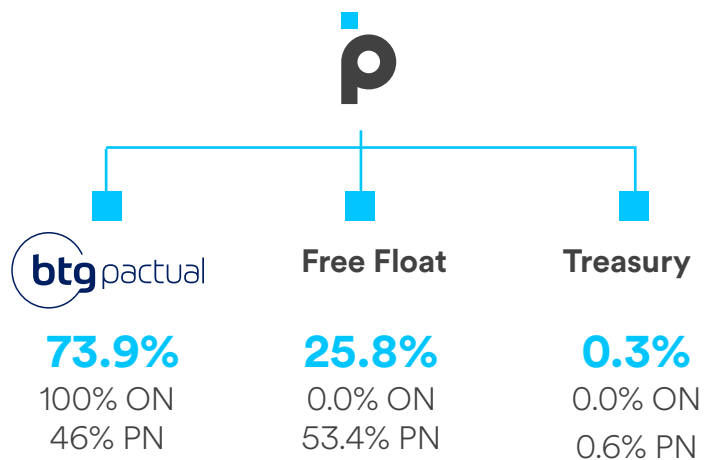 p
btg pactual
Free Float
Treasury
73.9%
25.8%
0.3%
100% ON
0.0% ON
0.0% ON
46% PN
53.4% PN
0.6% PN